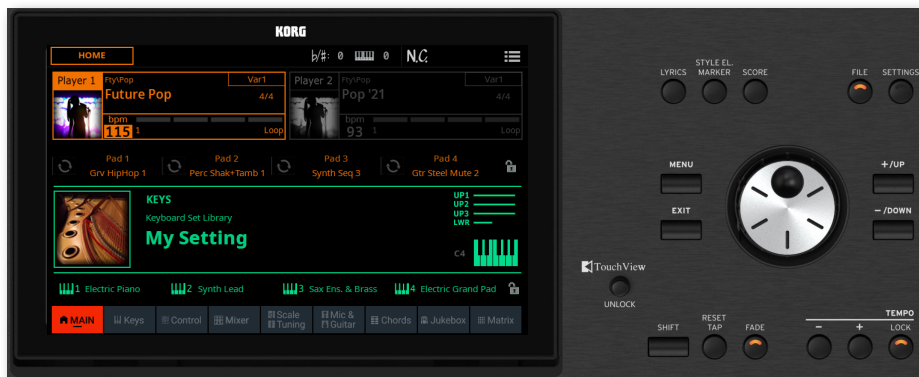 KORG
HOME
b/#: 0 0 N.C.
Player 1 Fty\Pop Var1
Future Pop
4/4
bpm
115 1 Loop
Player 2 Fty\Pop Var1
Pop '21
4/4
bpm
93 1 Loop
Pad 1
Grv HipHop 1
Pad 2
Perc Shak+Tamb 1
Pad 3
Synth Seq 3
Pad 4
Gtr Steel Mute 2
KEYS
Keyboard Set Library
My Setting
UP1
UP2
UP3
LWR
C4
1 Electric Piano
2 Synth Lead
3 Sax Ens. & Brass
4 Electric Grand Pad
MAIN
Keys
Control
Mixer
Scale
Tuning
Mic &
Guitar
Chords
Jukebox
Matrix
LYRICS
STYLE EL.
MARKER
SCORE
FILE
SETTINGS
MENU
EXIT
+/UP
−/DOWN
TouchView
UNLOCK
SHIFT
RESET
TAP
FADE
TEMPO
−
+
LOCK